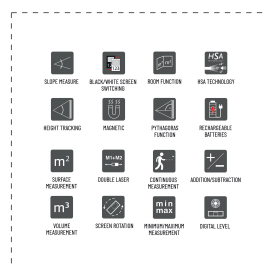 HSA
m²
SLOPE MEASURE
BLACK/WHITE SCREEN
SWITCHING
ROOM FUNCTION
HSA TECHNOLOGY
HEIGHT TRACKING
MAGNETIC
PYTHAGORAS
FUNCTION
RECHARGEABLE
BATTERIES
m²
M1+M2
+/−
SURFACE
MEASUREMENT
DOUBLE LASER
CONTINUOUS
MEASUREMENT
ADDITION/SUBTRACTION
m³
min
max
VOLUME
MEASUREMENT
SCREEN ROTATION
MINIMUM/MAXIMUM
MEASUREMENT
DIGITAL LEVEL